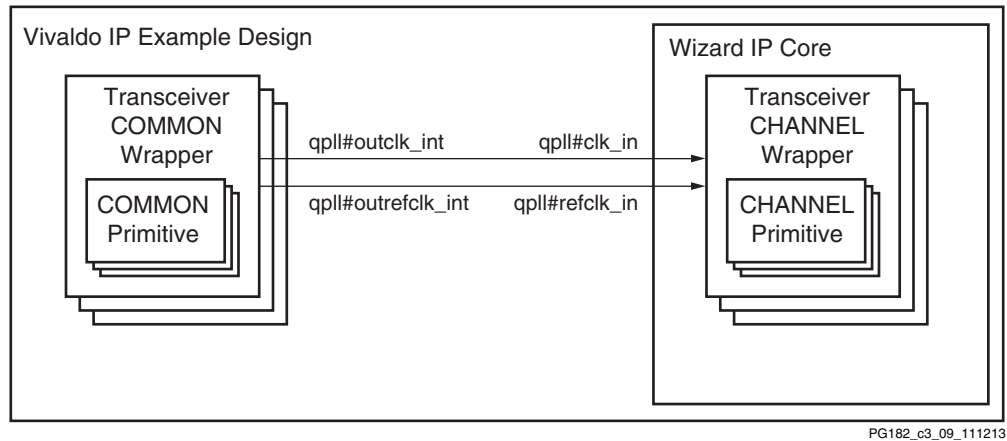 Vivaldo IP Example Design
Wizard IP Core
Transceiver
COMMON
Wrapper
COMMON
Primitive
qpll#outclk_int
qpll#clk_in
qpll#outrefclk_int
qpll#refclk_in
Transceiver
CHANNEL
Wrapper
CHANNEL
Primitive
PG182_c3_09_111213